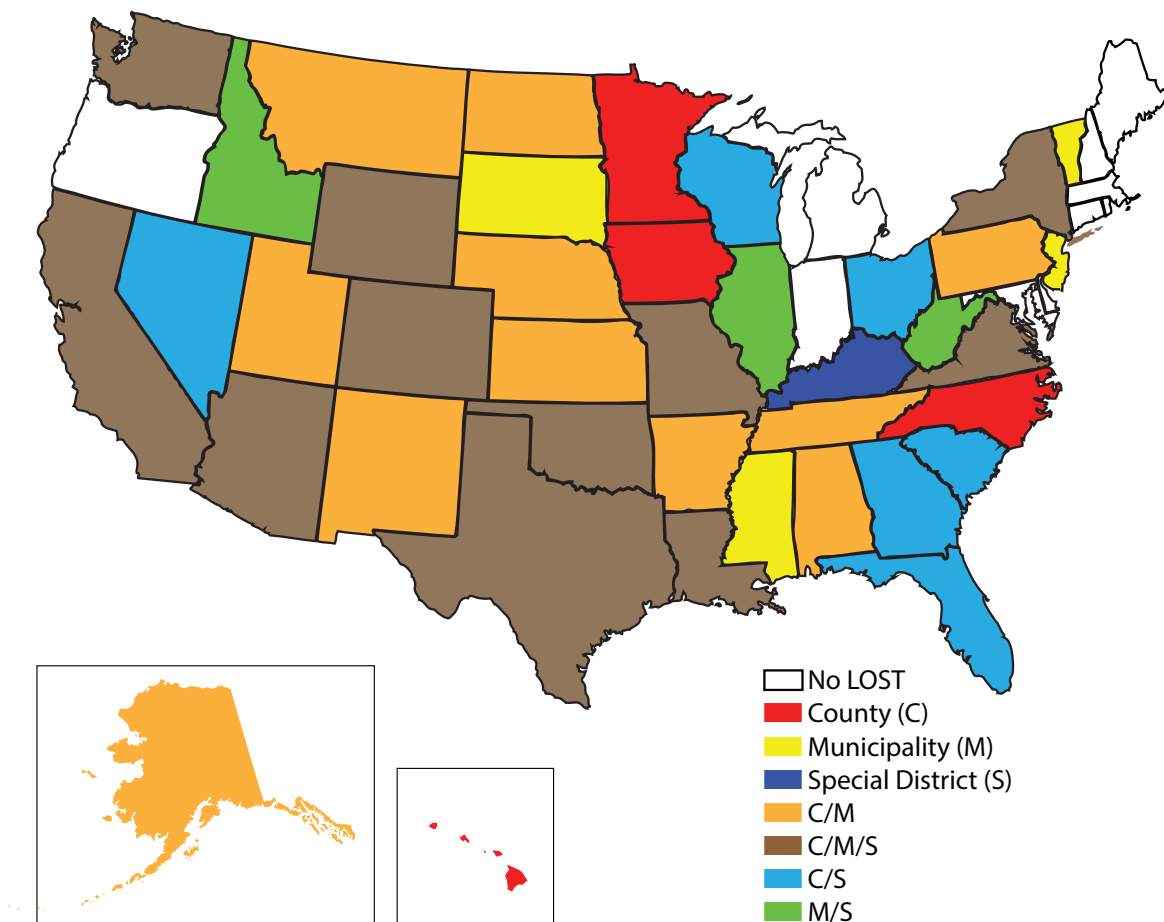 No LOST
County (C)
Municipality (M)
Special District (S)
C/M
C/M/S
C/S
M/S